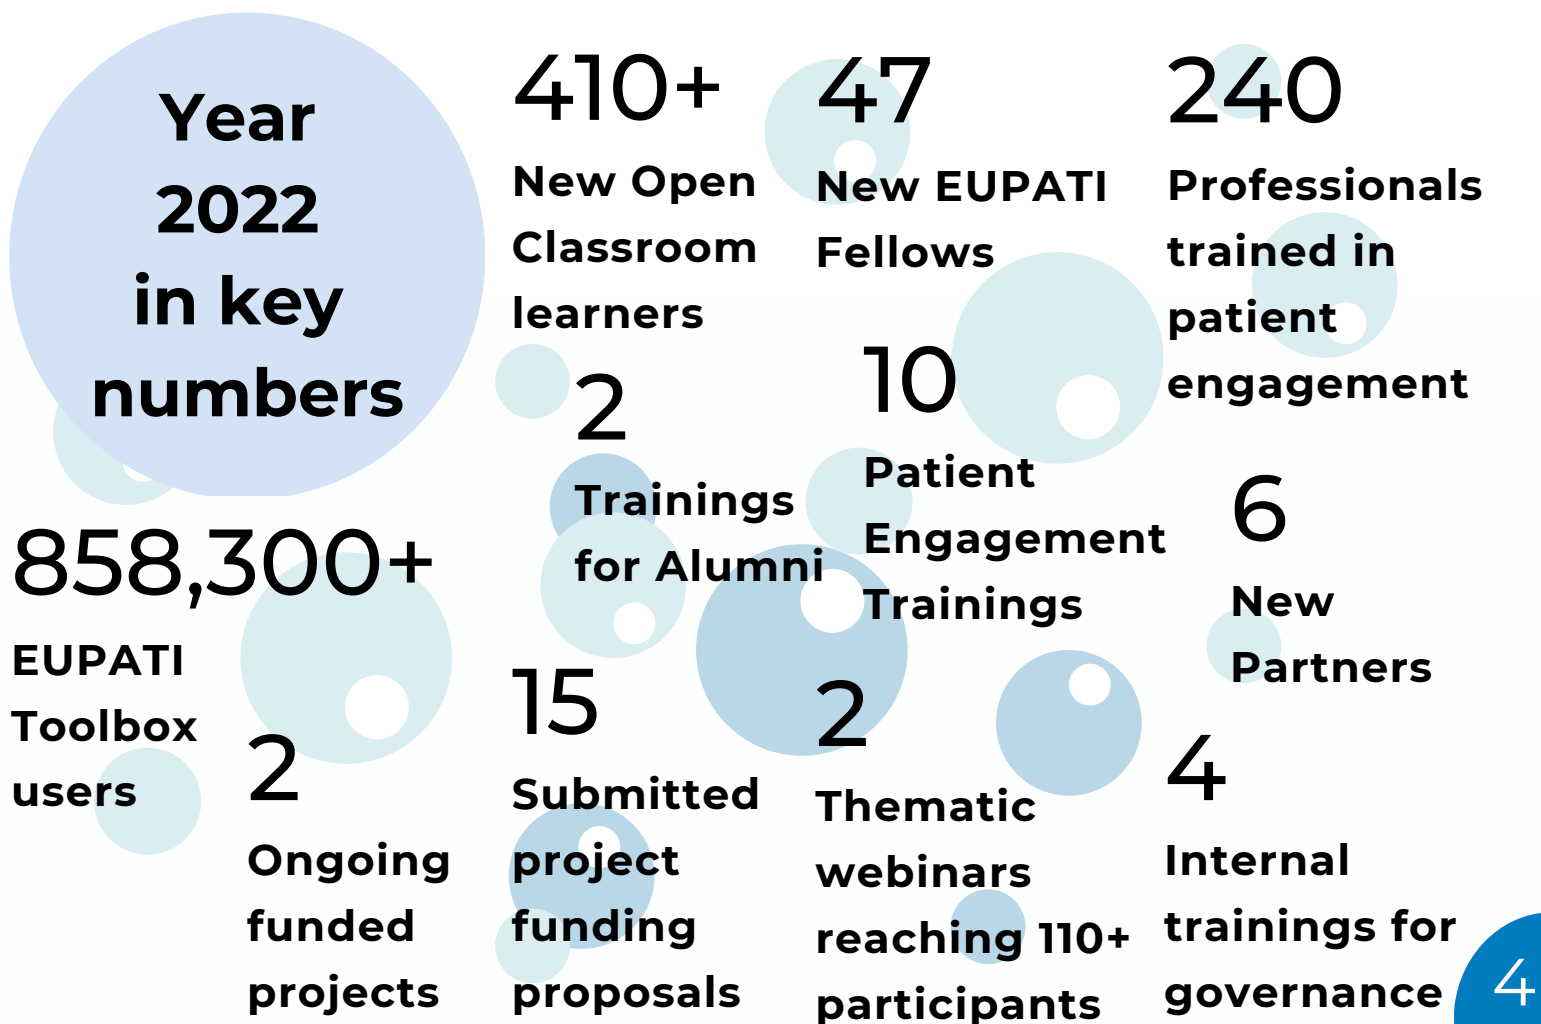 Year
2022
in key
numbers
410+
New Open
Classroom
learners
47
New EUPATI
Fellows
240
Professionals
trained in
patient
engagement
2
Trainings
for Alumni
10
Patient
Engagement
Trainings
6
New
Partners
858,300+
EUPATI
Toolbox
users
2
Ongoing
funded
projects
15
Submitted
project
funding
proposals
2
Thematic
webinars
reaching 110+
participants
4
Internal
trainings for
governance
4